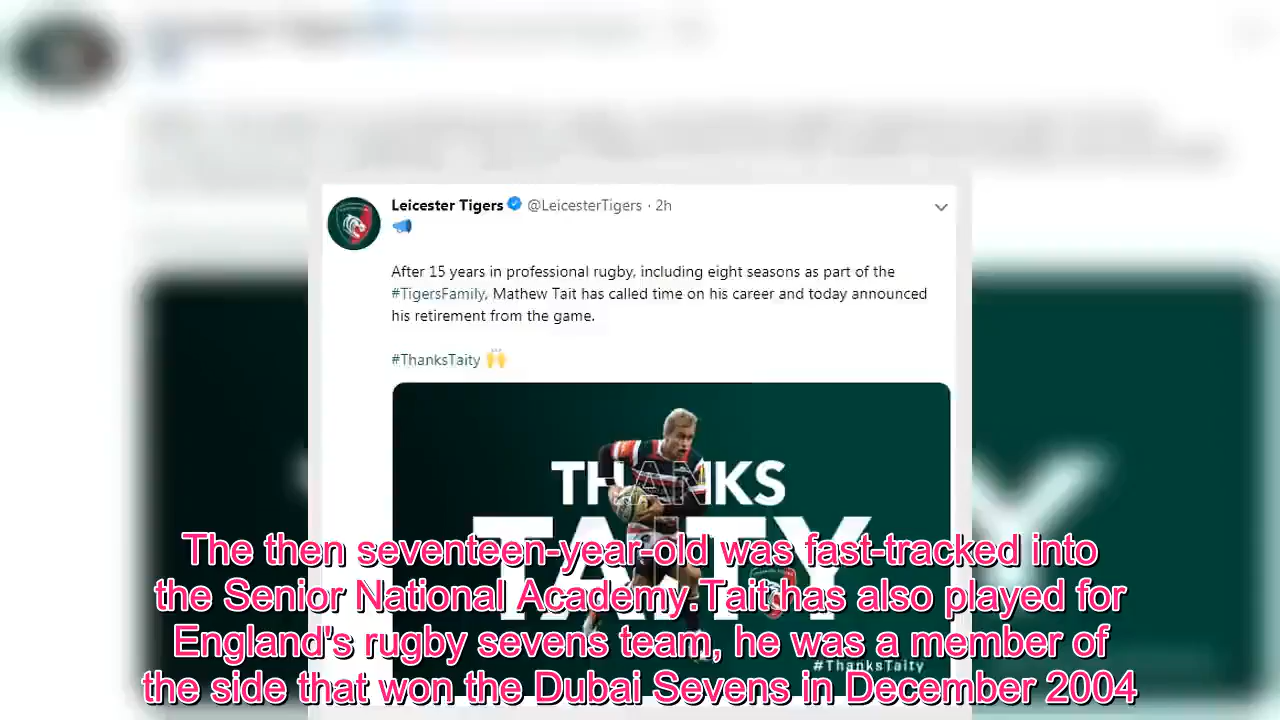 Leicester Tigers @LeicesterTigers · 2h
After 15 years in professional rugby, including eight seasons as part of the
#TigersFamily, Mathew Tait has called time on his career and today announced
his retirement from the game.
#ThanksTaity
THANKS
TAITY
#ThanksTaity
The then seventeen-year-old was fast-tracked into
the Senior National Academy.Tait has also played for
England's rugby sevens team, he was a member of
the side that won the Dubai Sevens in December 2004